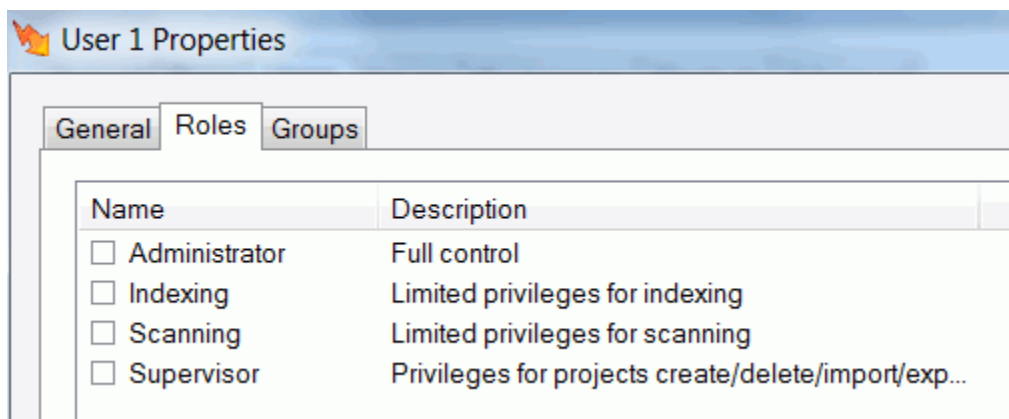 User 1 Properties
General Roles Groups
Name Description
Administrator Full control
Indexing Limited privileges for indexing
Scanning Limited privileges for scanning
Supervisor Privileges for projects create/delete/import/exp...